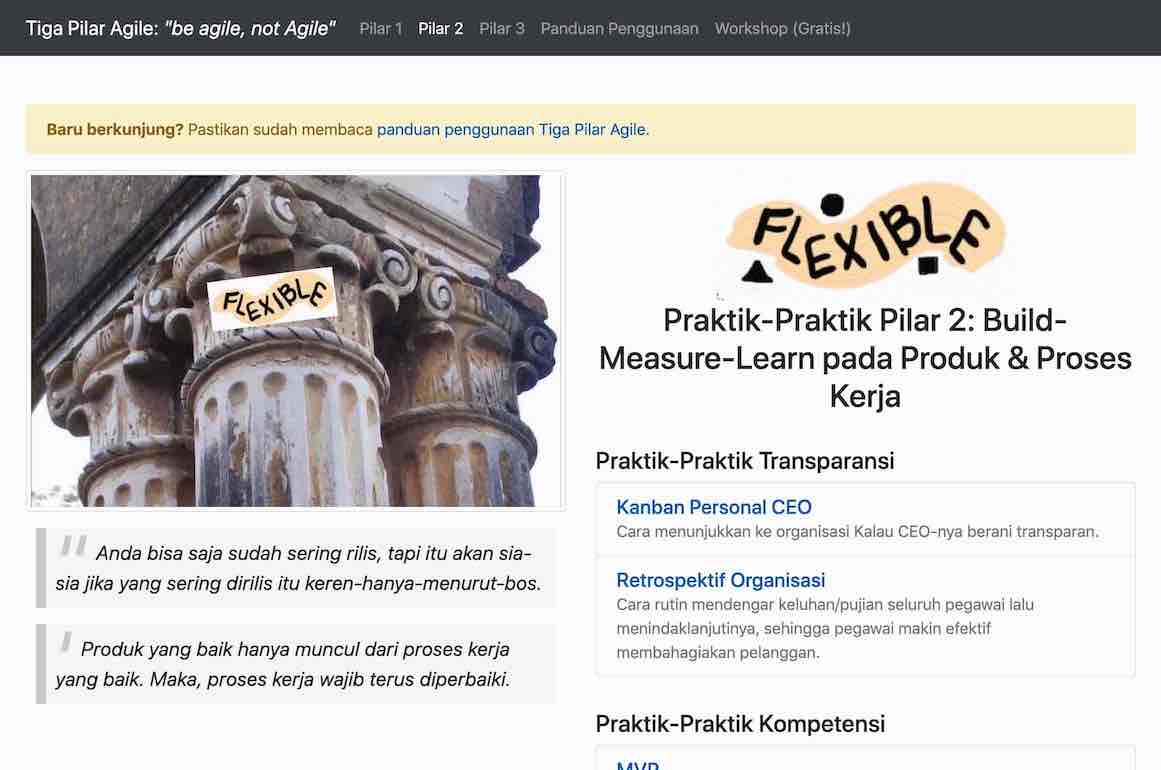 Tiga Pilar Agile: "be agile, not Agile" Pilar 1 Pilar 2 Pilar 3 Panduan Penggunaan Workshop (Gratis!)
Baru berkunjung? Pastikan sudah membaca panduan penggunaan Tiga Pilar Agile.
FLEXIBLE
" Anda bisa saja sudah sering rilis, tapi itu akan sia-
sia jika yang sering dirilis itu keren-hanya-menurut-bos.
' Produk yang baik hanya muncul dari proses kerja
yang baik. Maka, proses kerja wajib terus diperbaiki.
FLEXIBLE
Praktik-Praktik Pilar 2: Build-
Measure-Learn pada Produk & Proses
Kerja
Praktik-Praktik Transparansi
Kanban Personal CEO
Cara menunjukkan ke organisasi Kalau CEO-nya berani transparan.
Retrospektif Organisasi
Cara rutin mendengar keluhan/pujian seluruh pegawai lalu
menindaklanjutinya, sehingga pegawai makin efektif
membahagiakan pelanggan.
Praktik-Praktik Kompetensi
MVP